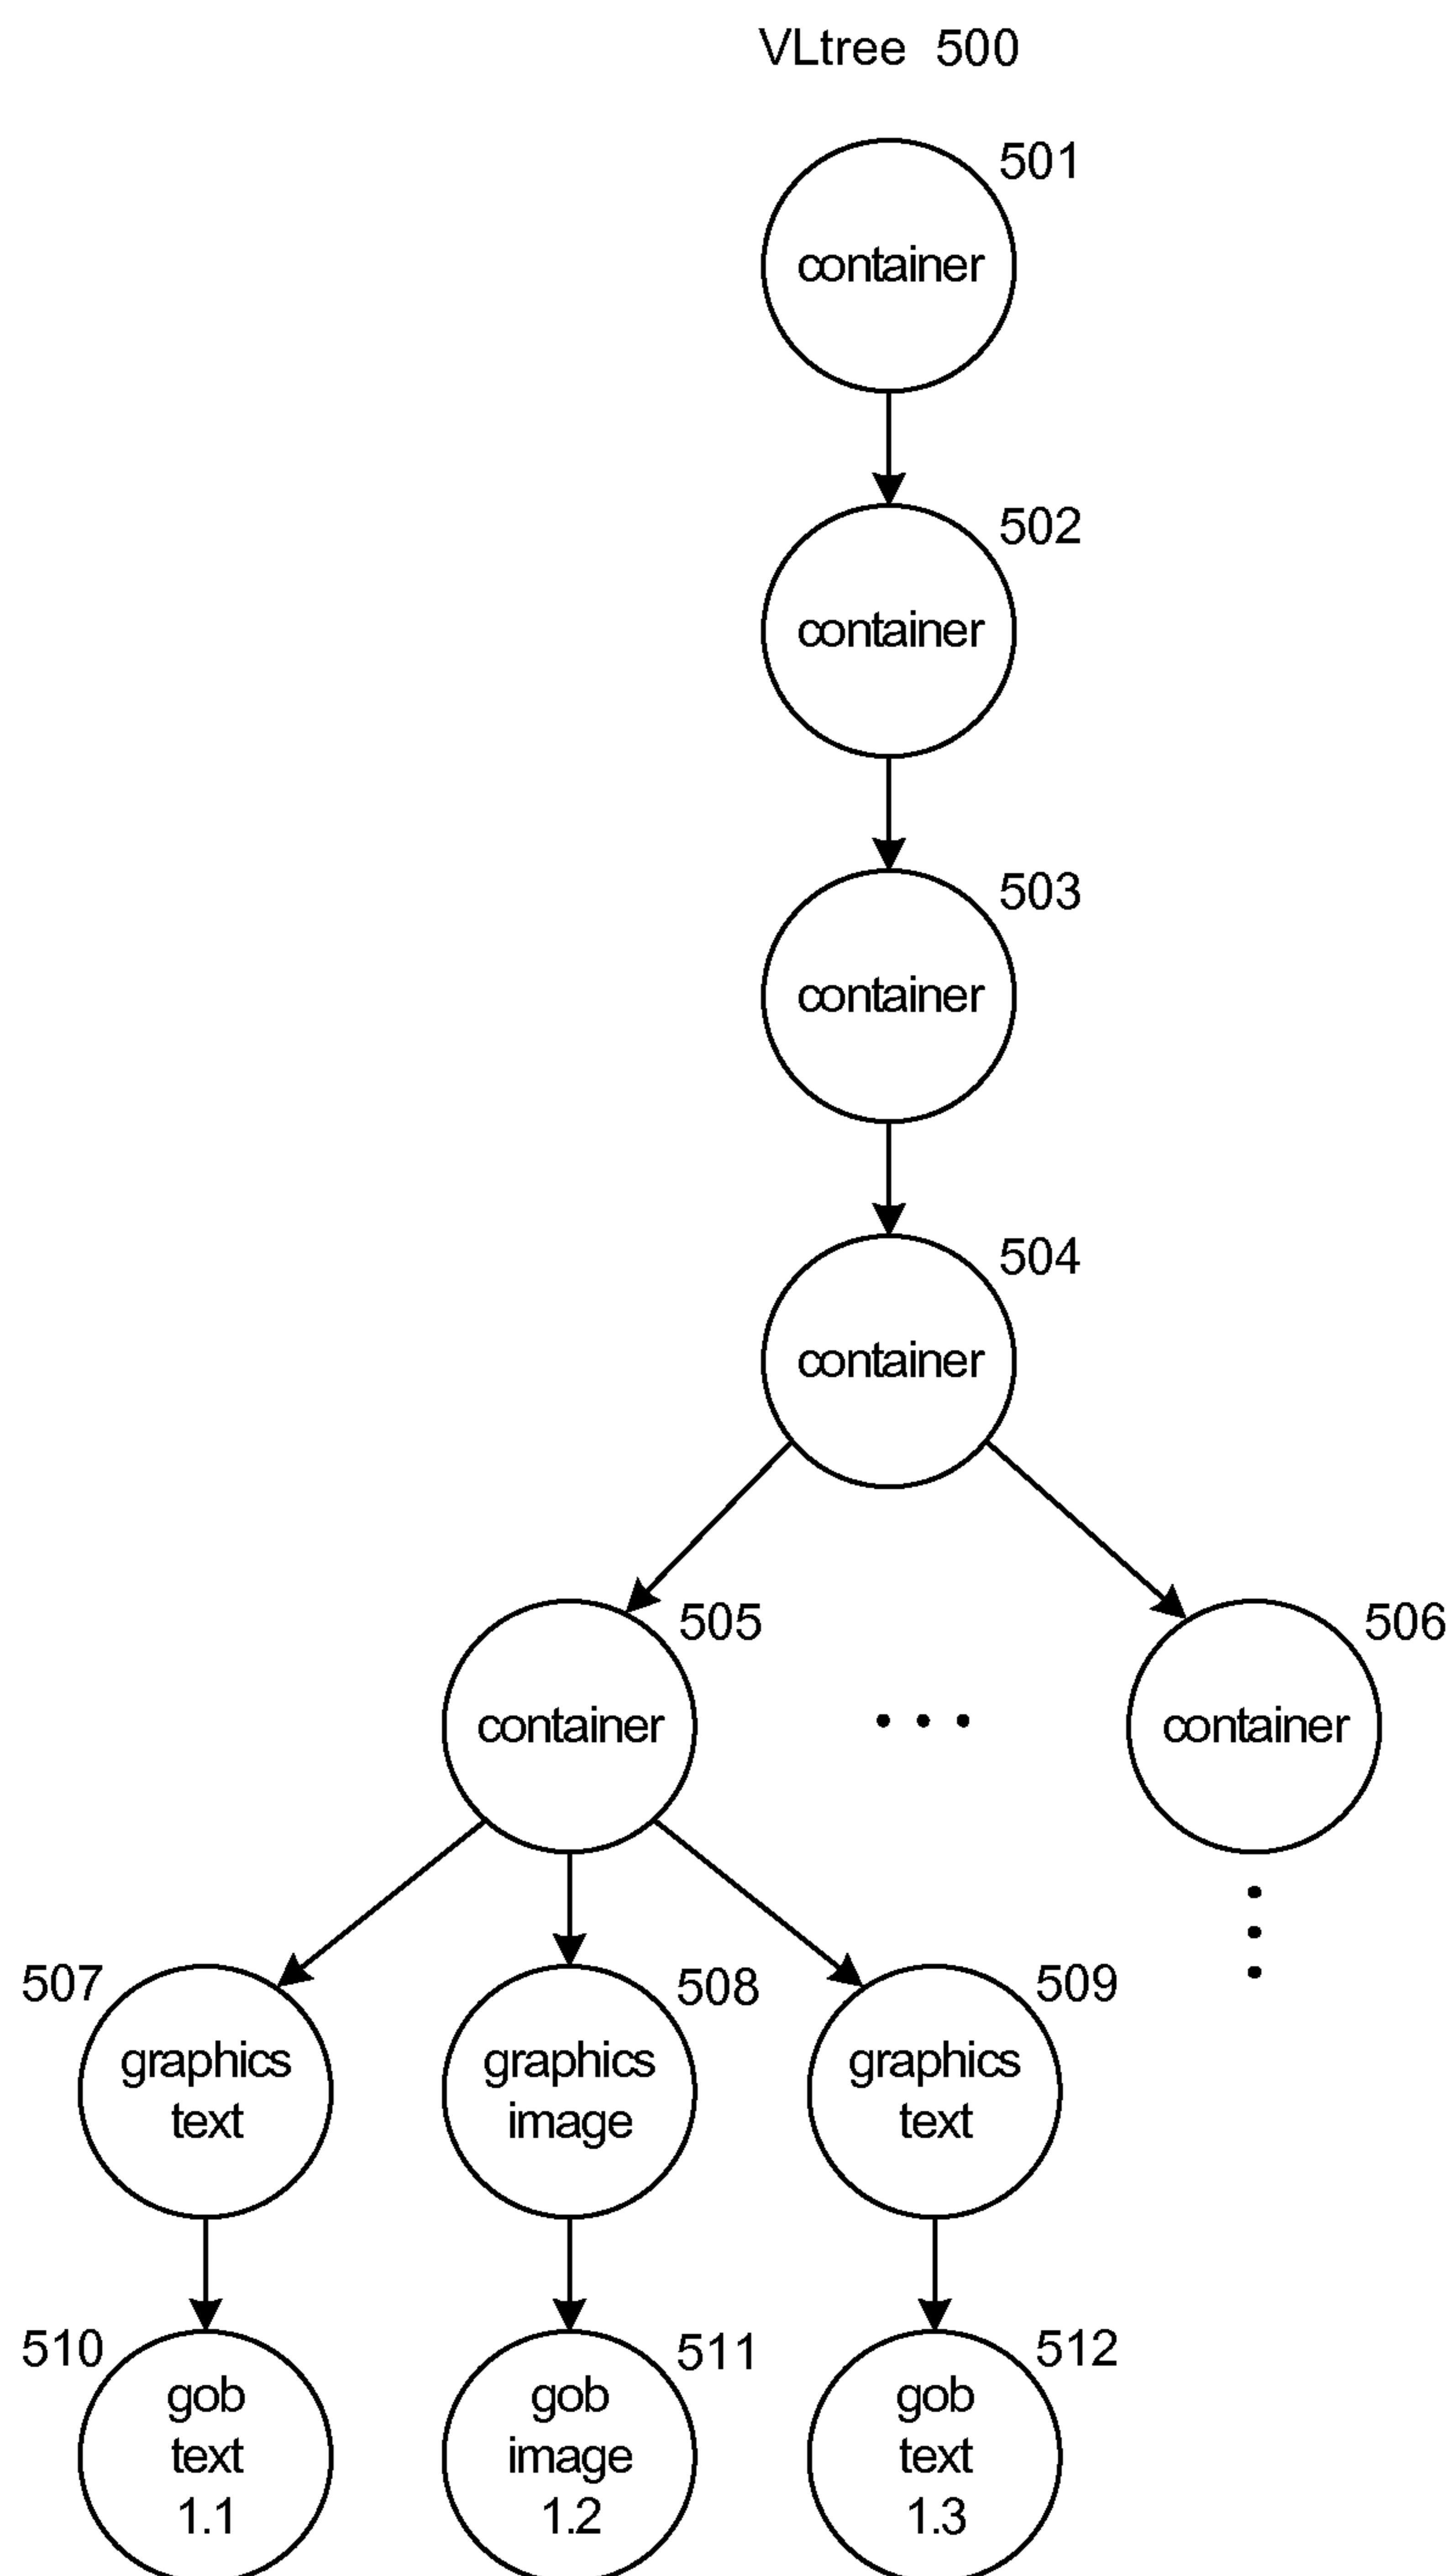 VLtree 500
501
container
502
container
503
container
504
container
505
506
container
container
507
508
509
graphics
text
graphics
image
graphics
text
510
511
512
gob
text
1.1
gob
image
1.2
gob
text
1.3